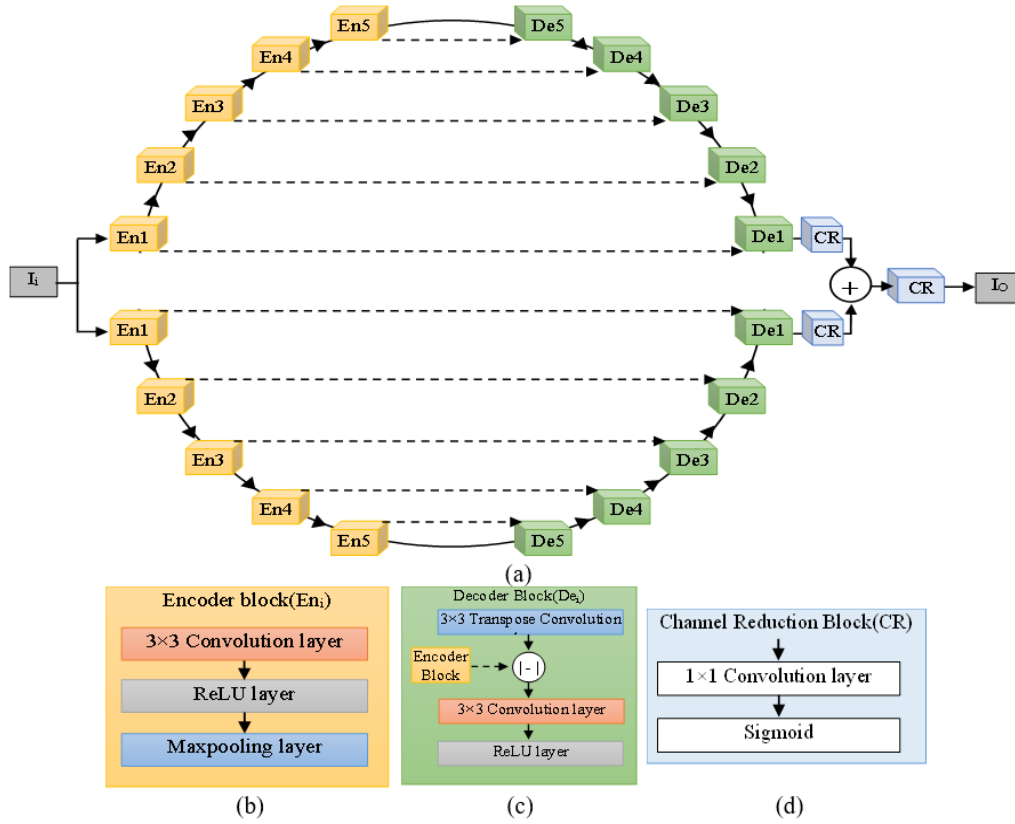 En5
De5
En4
De4
En3
De3
En2
De2
En1
De1
CR
Ii
+
CR
IO
En1
De1
CR
En2
De2
En3
De3
En4
De4
En5
De5
(a)
Encoder block(Eni)
3×3 Convolution layer
ReLU layer
Maxpooling layer
(b)
Decoder Block(Dei)
3×3 Transpose Convolution
Encoder
Block
|-|
3×3 Convolution layer
ReLU layer
(c)
Channel Reduction Block(CR)
1×1 Convolution layer
Sigmoid
(d)